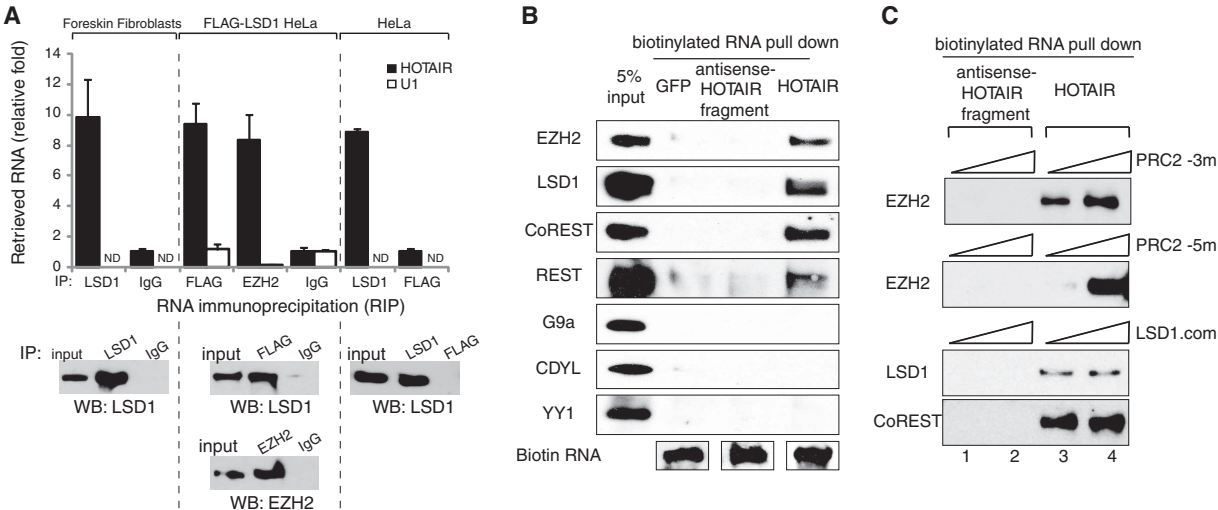 A
Foreskin Fibroblasts
FLAG-LSD1 HeLa
HeLa
Retrieved RNA (relative fold)
14
12
10
8
6
4
2
0
HOTAIR
U1
ND
ND
ND
ND
IP:
LSD1
IgG
FLAG
EZH2
IgG
LSD1
FLAG
RNA immunoprecipitation (RIP)
IP:
input
LSD1
IgG
WB: LSD1
input
FLAG
IgG
WB: LSD1
input
LSD1
FLAG
WB: LSD1
input
EZH2
IgG
WB: EZH2
B
biotinylated RNA pull down
5%
input
GFP
antisense-
HOTAIR
fragment
HOTAIR
EZH2
LSD1
CoREST
REST
G9a
CDYL
YY1
Biotin RNA
C
biotinylated RNA pull down
antisense-
HOTAIR
fragment
HOTAIR
PRC2 -3m
EZH2
PRC2 -5m
EZH2
LSD1.com
LSD1
CoREST
1 2 3 4